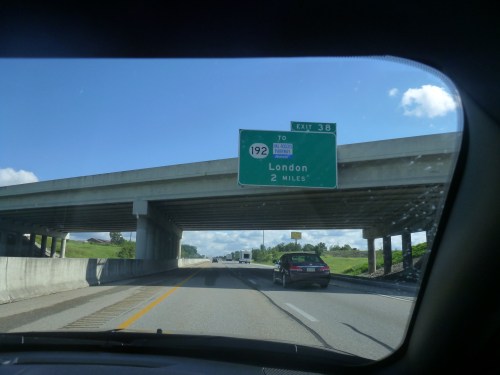 EXIT 38
TO
192
London
2 MILES